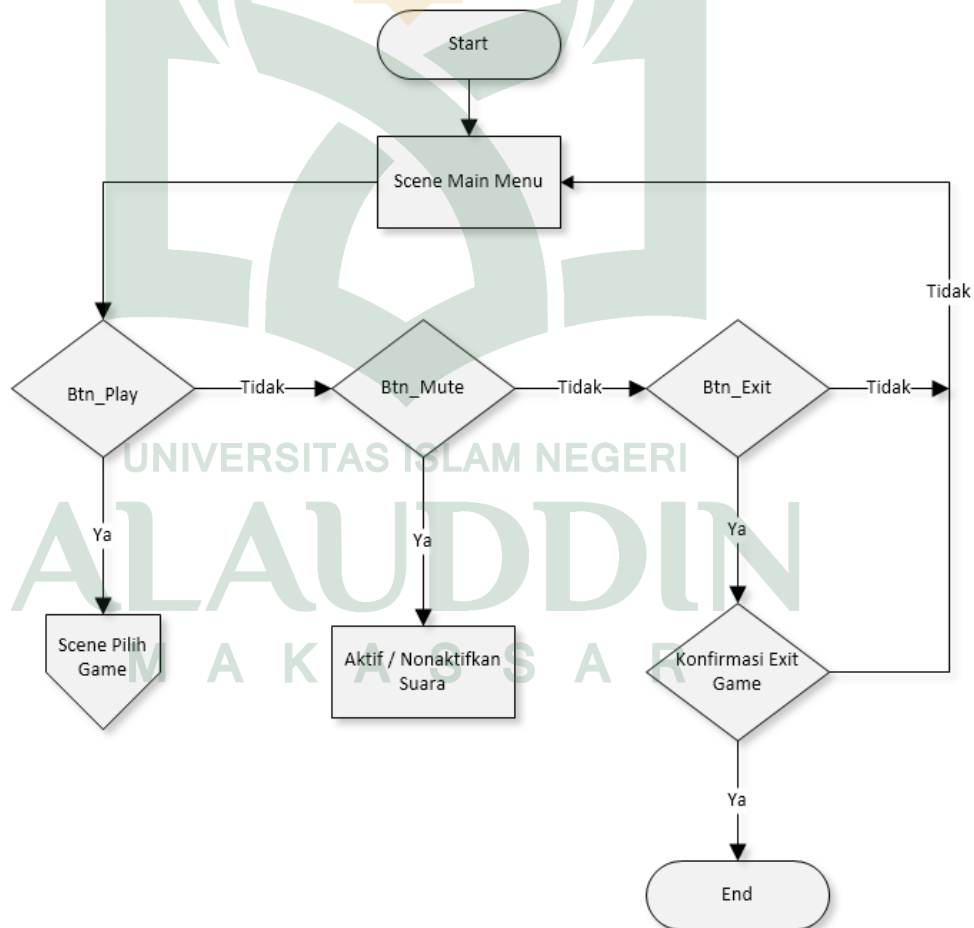 Start
Scene Main Menu
Tidak
Btn_Play
Tidak
Btn_Mute
Tidak
Btn_Exit
Tidak
UNIVERSITAS ISLAM NEGERI
ALAUDDIN
MAKASSAR
Ya
Ya
Ya
Scene Pilih
Game
Aktif / Nonaktifkan
Suara
Konfirmasi Exit
Game
Ya
End